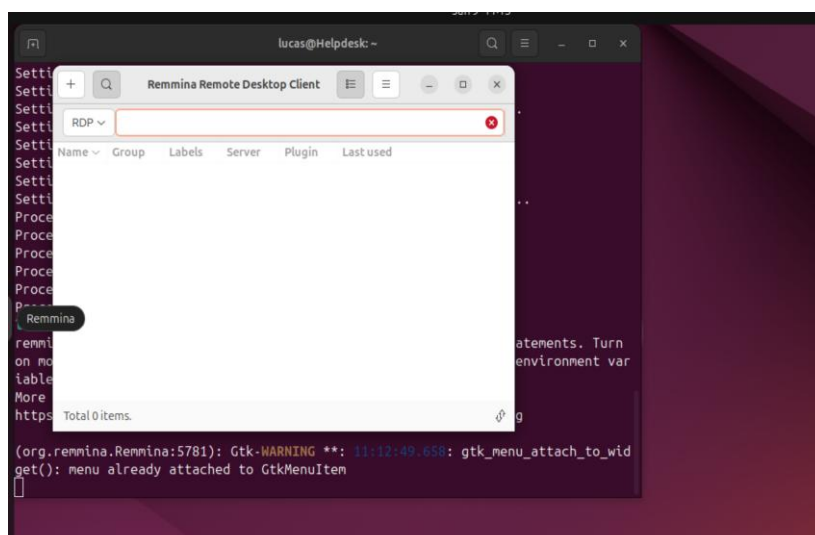 lucas@Helpdesk: ~
Setti
Remmina Remote Desktop Client
Setti
Setti .
Setti RDP
Setti
Setti Name Group Labels Server Plugin Last used
Setti
Setti ..
Proce
Proce
Proce
Proce
Proce
Remmina
remmi atements. Turn
on mo environment var
iable
More
https Total 0 items. g
(org.remmina.Remmina:5781): Gtk-WARNING **: 11:12:49.658: gtk_menu_attach_to_wid
get(): menu already attached to GtkMenuItem